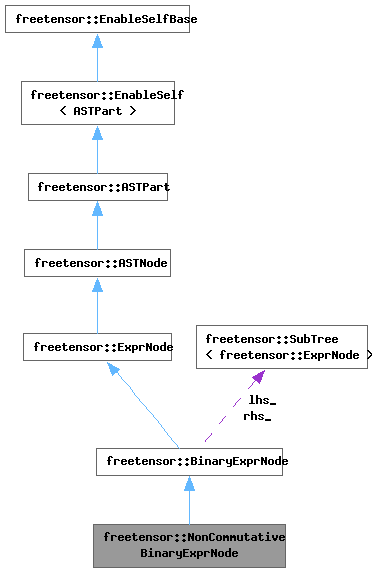 freetensor::EnableSelfBase
freetensor::EnableSelf
< ASTPart >
freetensor::ASTPart
freetensor::ASTNode
freetensor::ExprNode
freetensor::SubTree
< freetensor::ExprNode >
lhs_
rhs_
freetensor::BinaryExprNode
freetensor::NonCommutative
BinaryExprNode